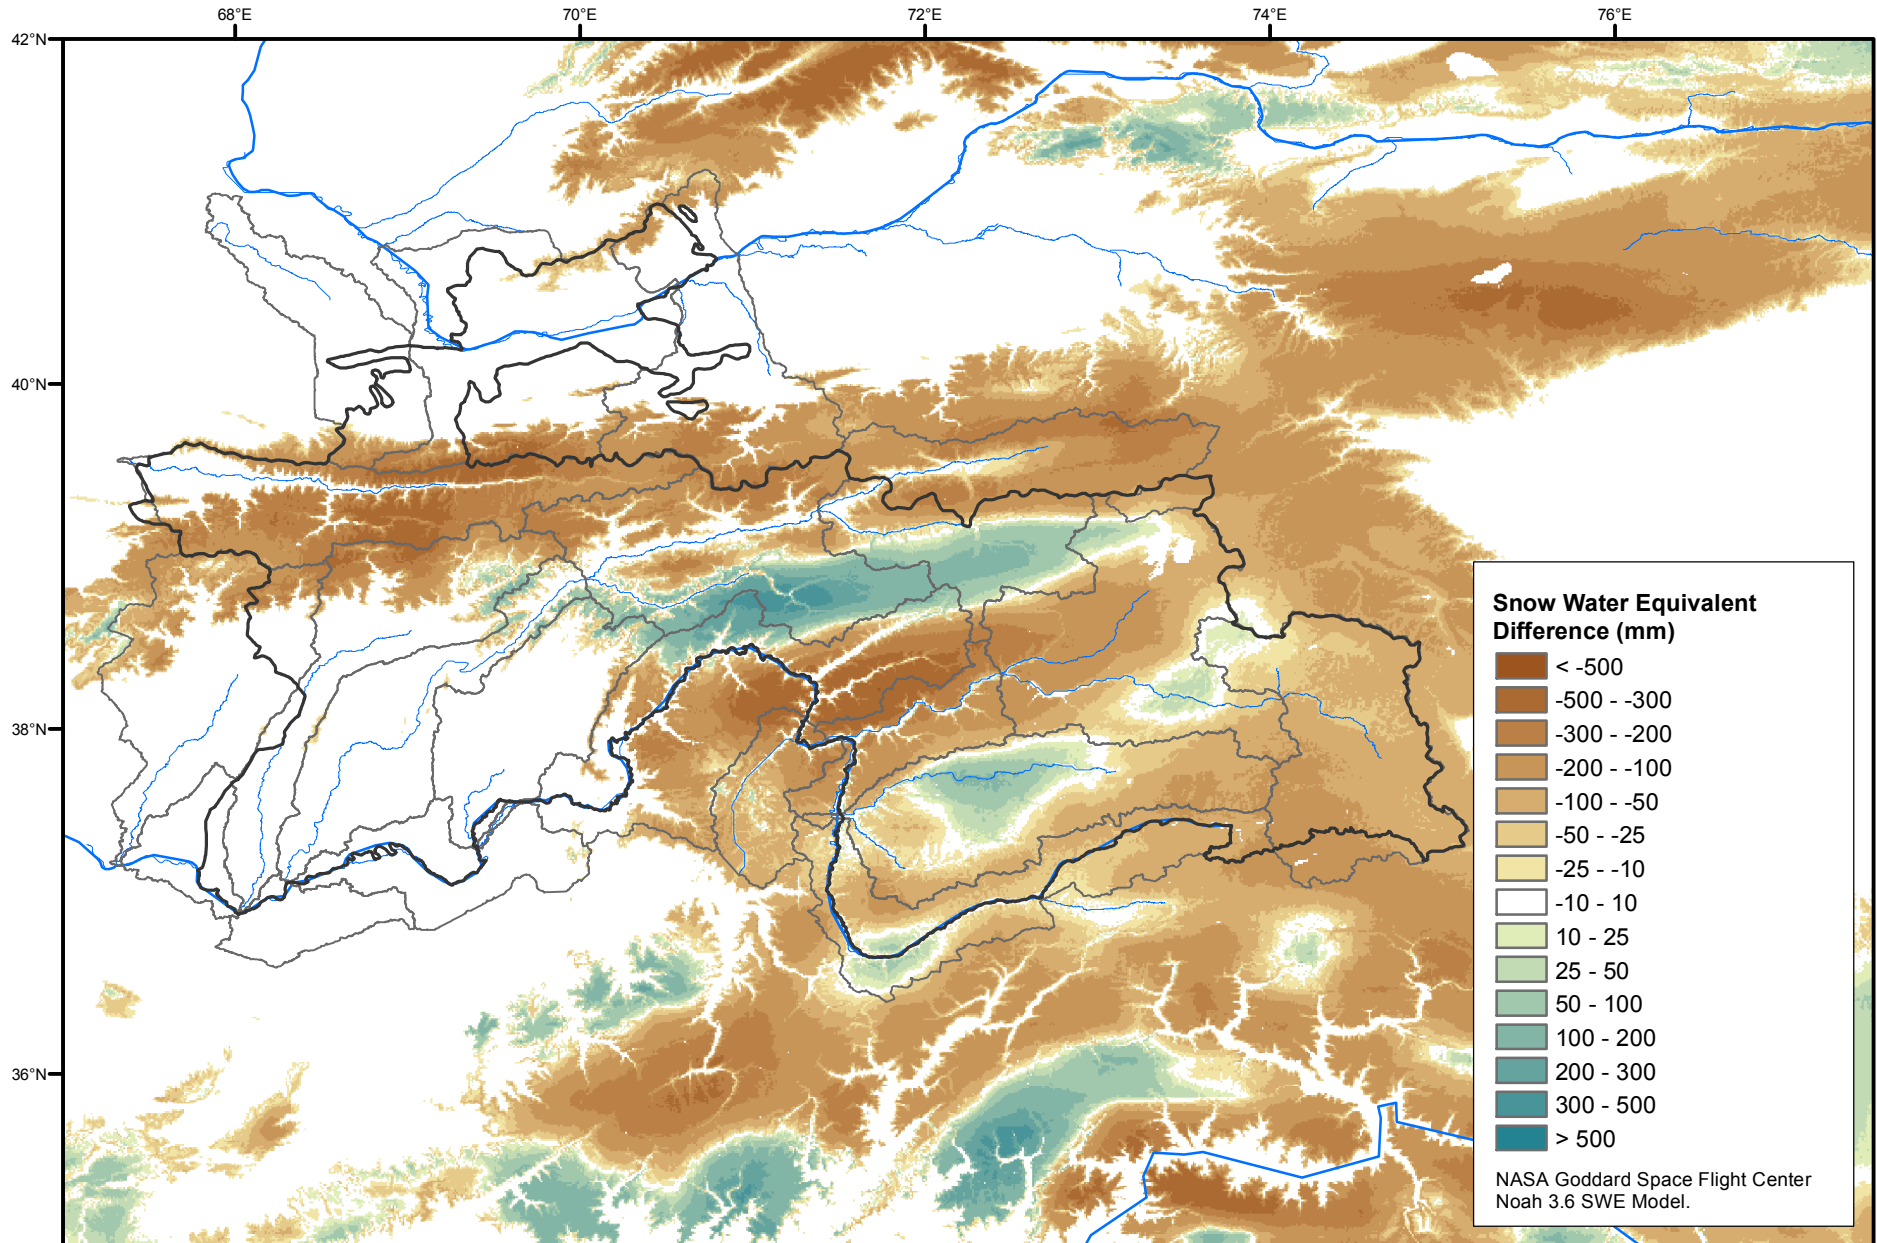 68°E
70°E
72°E
74°E
76°E
42°N
40°N
38°N
36°N
Snow Water Equivalent
Difference (mm)
< -500
-500 - -300
-300 - -200
-200 - -100
-100 - -50
-50 - -25
-25 - -10
-10 - 10
10 - 25
25 - 50
50 - 100
100 - 200
200 - 300
300 - 500
> 500
NASA Goddard Space Flight Center
Noah 3.6 SWE Model.